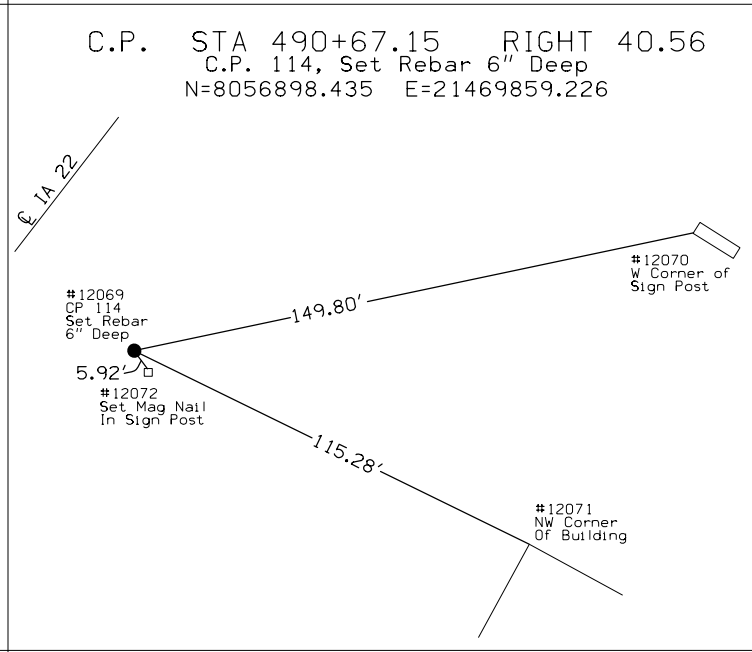 C.P. STA 490+67.15 RIGHT 40.56
C.P. 114, Set Rebar 6" Deep
N=8056898.435 E=21469859.226
℄ IA 22
#12070
W Corner of
Sign Post
#12069
CP 114
Set Rebar
6" Deep
149.80'
5.92'
#12072
Set Mag Nail
In Sign Post
115.28'
#12071
NW Corner
Of Building